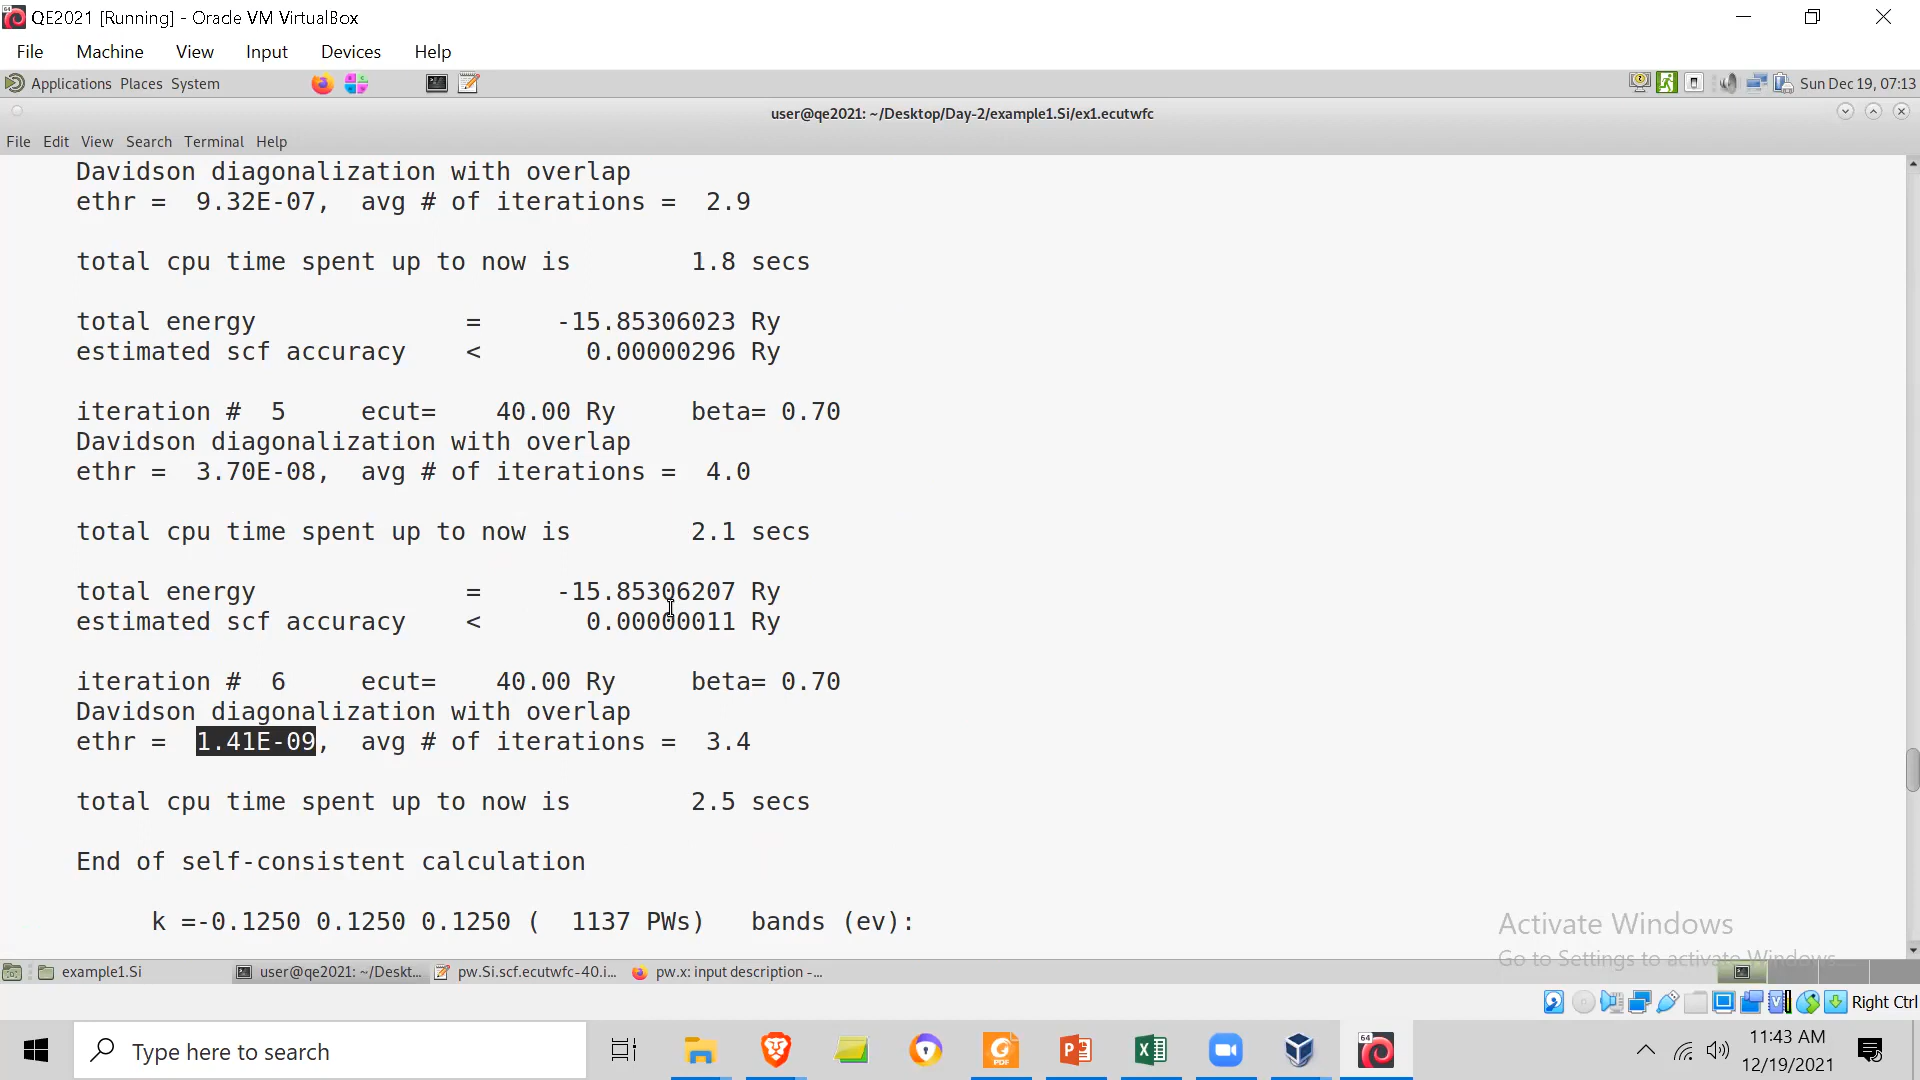 QE2021 [Running] - Oracle VM VirtualBox
File Machine View Input Devices Help
Applications Places System
Sun Dec 19, 07:13
user@qe2021: ~/Desktop/Day-2/example1.Si/ex1.ecutwfc
File Edit View Search Terminal Help
Davidson diagonalization with overlap
ethr = 9.32E-07, avg # of iterations = 2.9
total cpu time spent up to now is 1.8 secs
total energy = -15.85306023 Ry
estimated scf accuracy < 0.00000296 Ry
iteration # 5 ecut= 40.00 Ry beta= 0.70
Davidson diagonalization with overlap
ethr = 3.70E-08, avg # of iterations = 4.0
total cpu time spent up to now is 2.1 secs
total energy = -15.85306207 Ry
estimated scf accuracy < 0.00000011 Ry
iteration # 6 ecut= 40.00 Ry beta= 0.70
Davidson diagonalization with overlap
ethr = 1.41E-09, avg # of iterations = 3.4
total cpu time spent up to now is 2.5 secs
End of self-consistent calculation
k =-0.1250 0.1250 0.1250 ( 1137 PWs) bands (ev):
Activate Windows
Go to Settings to activate Windows.
example1.Si
user@qe2021: ~/Deskt...
pw.Si.scf.ecutwfc-40.i...
pw.x: input description -...
Right Ctrl
Type here to search
11:43 AM
12/19/2021